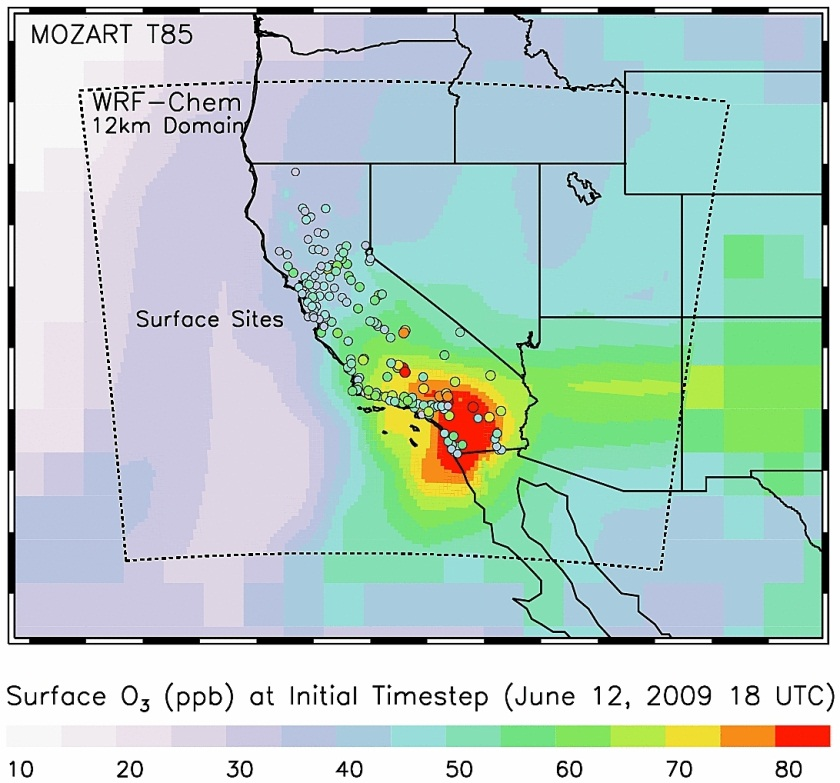 MOZART T85
WRF-Chem
12km Domain
Surface Sites
Surface O₃ (ppb) at Initial Timestep (June 12, 2009 18 UTC)
10 20 30 40 50 60 70 80